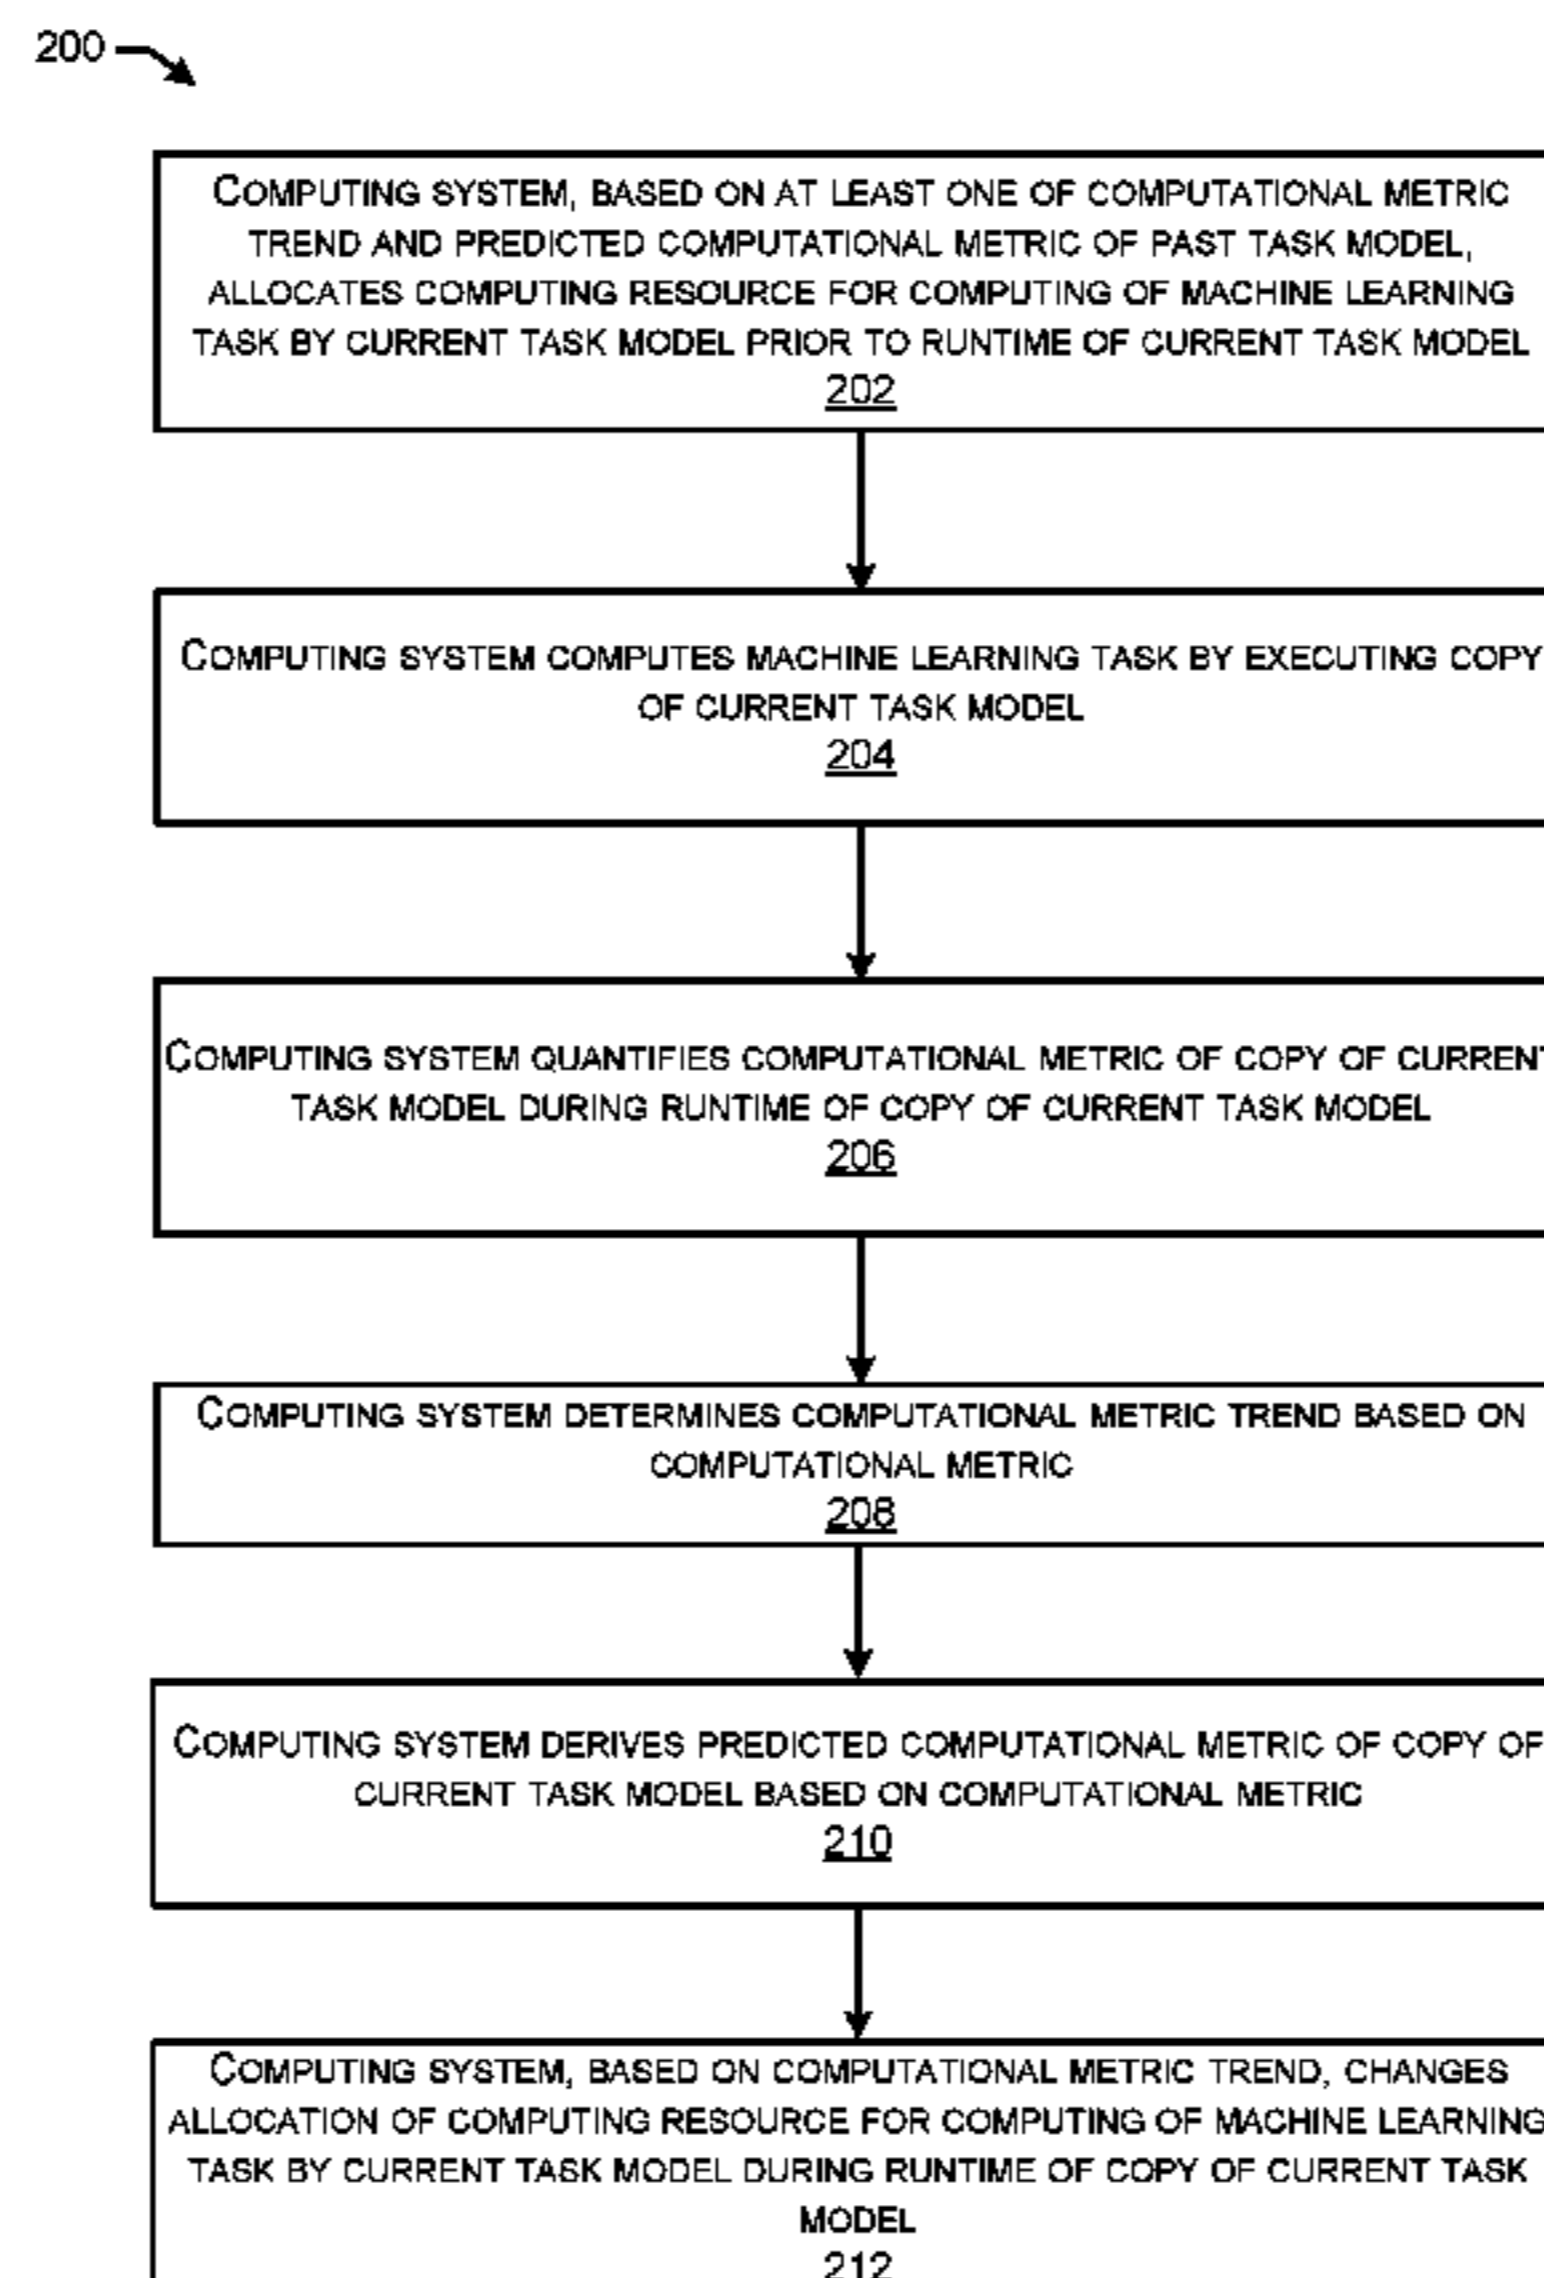 200
COMPUTING SYSTEM, BASED ON AT LEAST ONE OF COMPUTATIONAL METRIC
TREND AND PREDICTED COMPUTATIONAL METRIC OF PAST TASK MODEL,
ALLOCATES COMPUTING RESOURCE FOR COMPUTING OF MACHINE LEARNING
TASK BY CURRENT TASK MODEL PRIOR TO RUNTIME OF CURRENT TASK MODEL
202
COMPUTING SYSTEM COMPUTES MACHINE LEARNING TASK BY EXECUTING COPY
OF CURRENT TASK MODEL
204
COMPUTING SYSTEM QUANTIFIES COMPUTATIONAL METRIC OF COPY OF CURRENT
TASK MODEL DURING RUNTIME OF COPY OF CURRENT TASK MODEL
206
COMPUTING SYSTEM DETERMINES COMPUTATIONAL METRIC TREND BASED ON
COMPUTATIONAL METRIC
208
COMPUTING SYSTEM DERIVES PREDICTED COMPUTATIONAL METRIC OF COPY OF
CURRENT TASK MODEL BASED ON COMPUTATIONAL METRIC
210
COMPUTING SYSTEM, BASED ON COMPUTATIONAL METRIC TREND, CHANGES
ALLOCATION OF COMPUTING RESOURCE FOR COMPUTING OF MACHINE LEARNING
TASK BY CURRENT TASK MODEL DURING RUNTIME OF COPY OF CURRENT TASK
MODEL
212